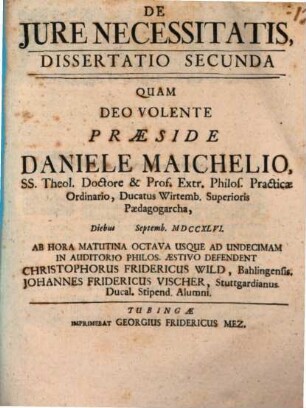 DE
JURE NECESSITATIS,
DISSERTATIO SECUNDA
QUAM
DEO VOLENTE
PRÆSIDE
DANIELE MAICHELIO,
SS. Theol. Doctore & Prof. Extr. Philos. Practicæ
Ordinario, Ducatus Wirtemb. Superioris
Pædagogarcha,
Diebus Septemb. MDCCXLVI.
AB HORA MATUTINA OCTAVA USQUE AD UNDECIMAM
IN AUDITORIO PHILOS. ÆSTIVO DEFENDENT
CHRISTOPHORUS FRIDERICUS WILD, Bahlingensis.
JOHANNES FRIDERICUS VISCHER, Stuttgardianus.
Ducal. Stipend. Alumni.
TUBINGÆ
IMPRIMEBAT GEORGIUS FRIDERICUS MEZ.